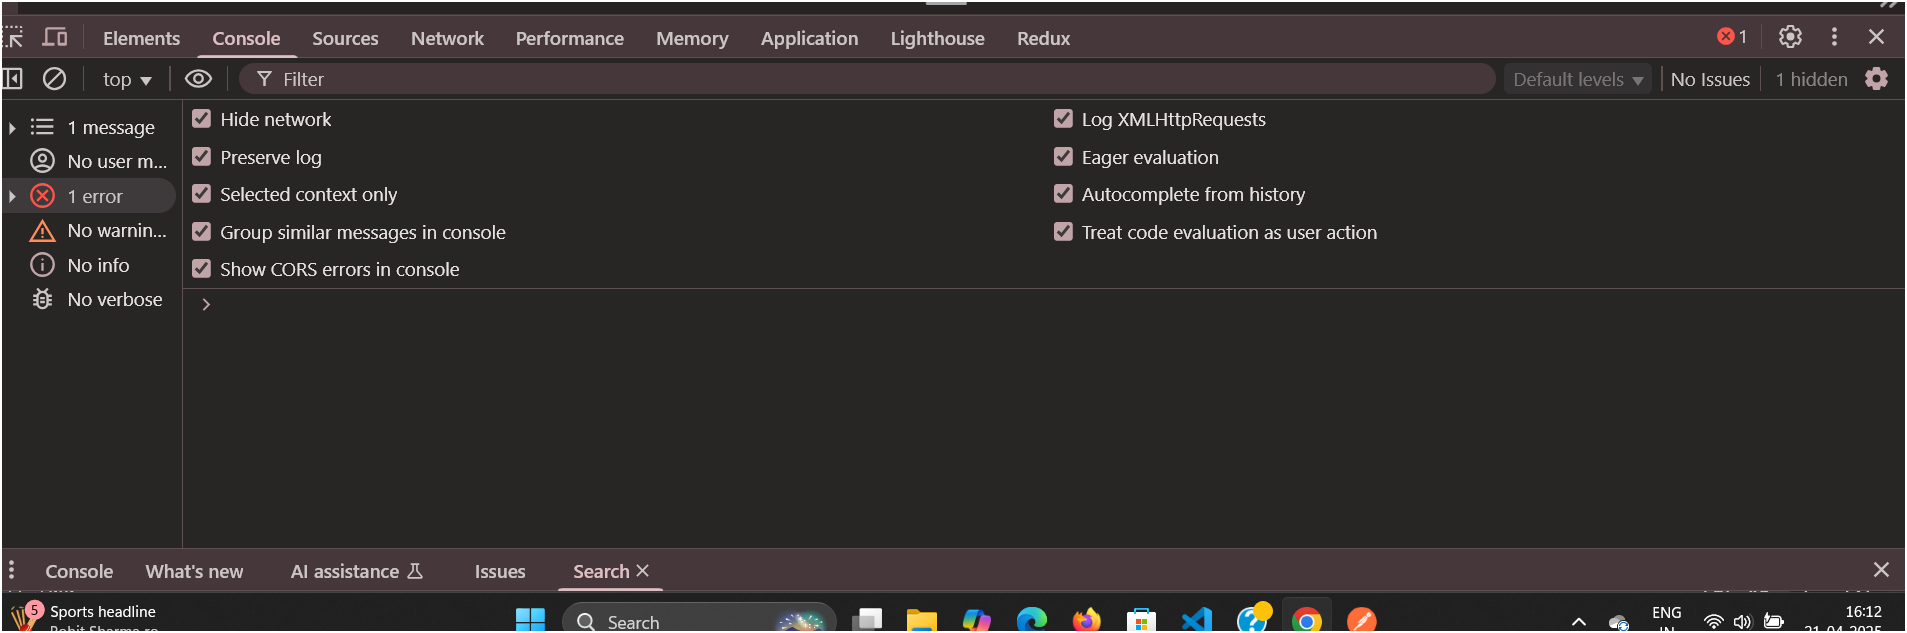 Elements Console Sources Network Performance Memory Application Lighthouse Redux 1
top Filter Default levels No Issues 1 hidden
1 message
No user m...
1 error
No warnin...
No info
No verbose
Hide network
Preserve log
Selected context only
Group similar messages in console
Show CORS errors in console
Log XMLHttpRequests
Eager evaluation
Autocomplete from history
Treat code evaluation as user action
Console What's new AI assistance Issues Search
5 Sports headline
Search
ENG
IN
16:12
21-04-2025